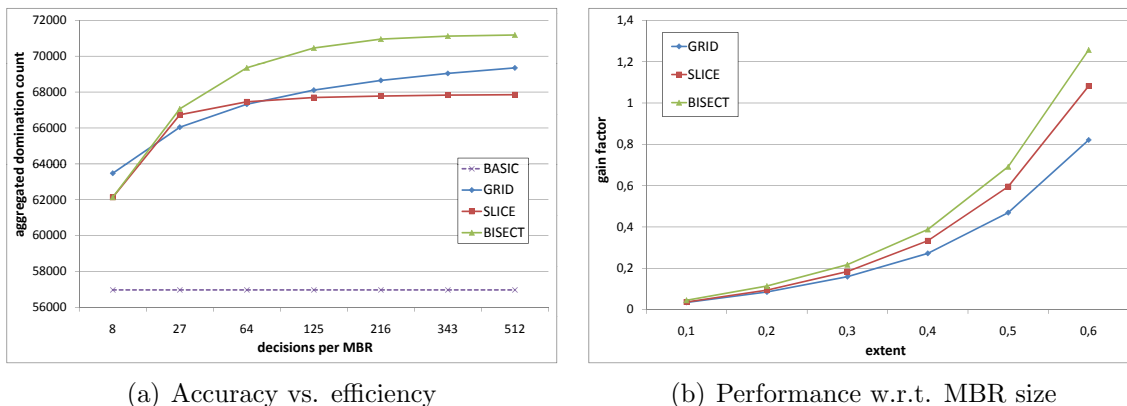 72000
70000
68000
66000
64000
62000
60000
58000
56000
aggregated domination count
BASIC
GRID
SLICE
BISECT
8 27 64 125 216 343 512
decisions per MBR
(a) Accuracy vs. efficiency
1,4
1,2
1
0,8
0,6
0,4
0,2
0
gain factor
GRID
SLICE
BISECT
0,1 0,2 0,3 0,4 0,5 0,6
extent
(b) Performance w.r.t. MBR size